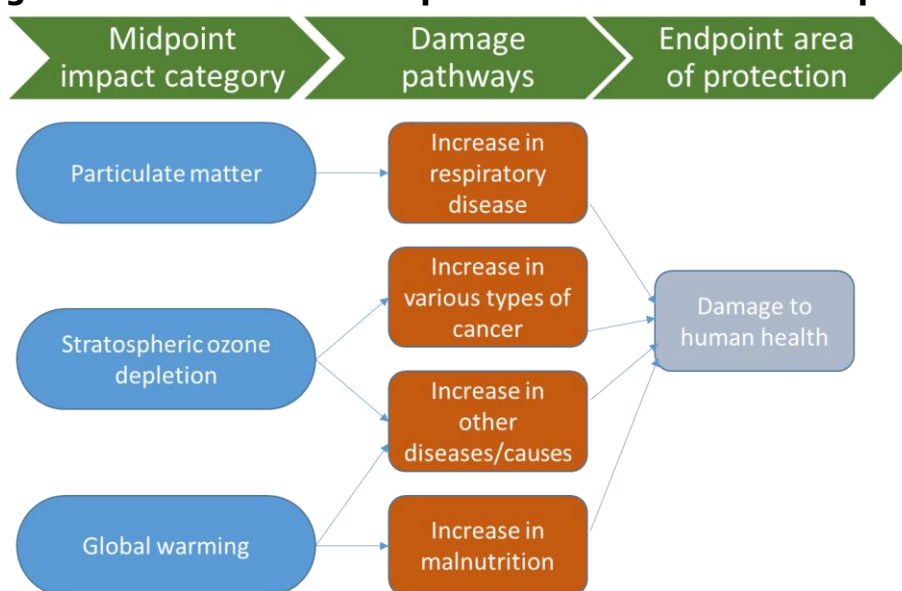 Midpoint
impact category
Damage
pathways
Endpoint area
of protection
Particulate matter
Increase in
respiratory
disease
Increase in
various types of
cancer
Damage to
human health
Stratospheric ozone
depletion
Increase in
other
diseases/causes
Global warming
Increase in
malnutrition